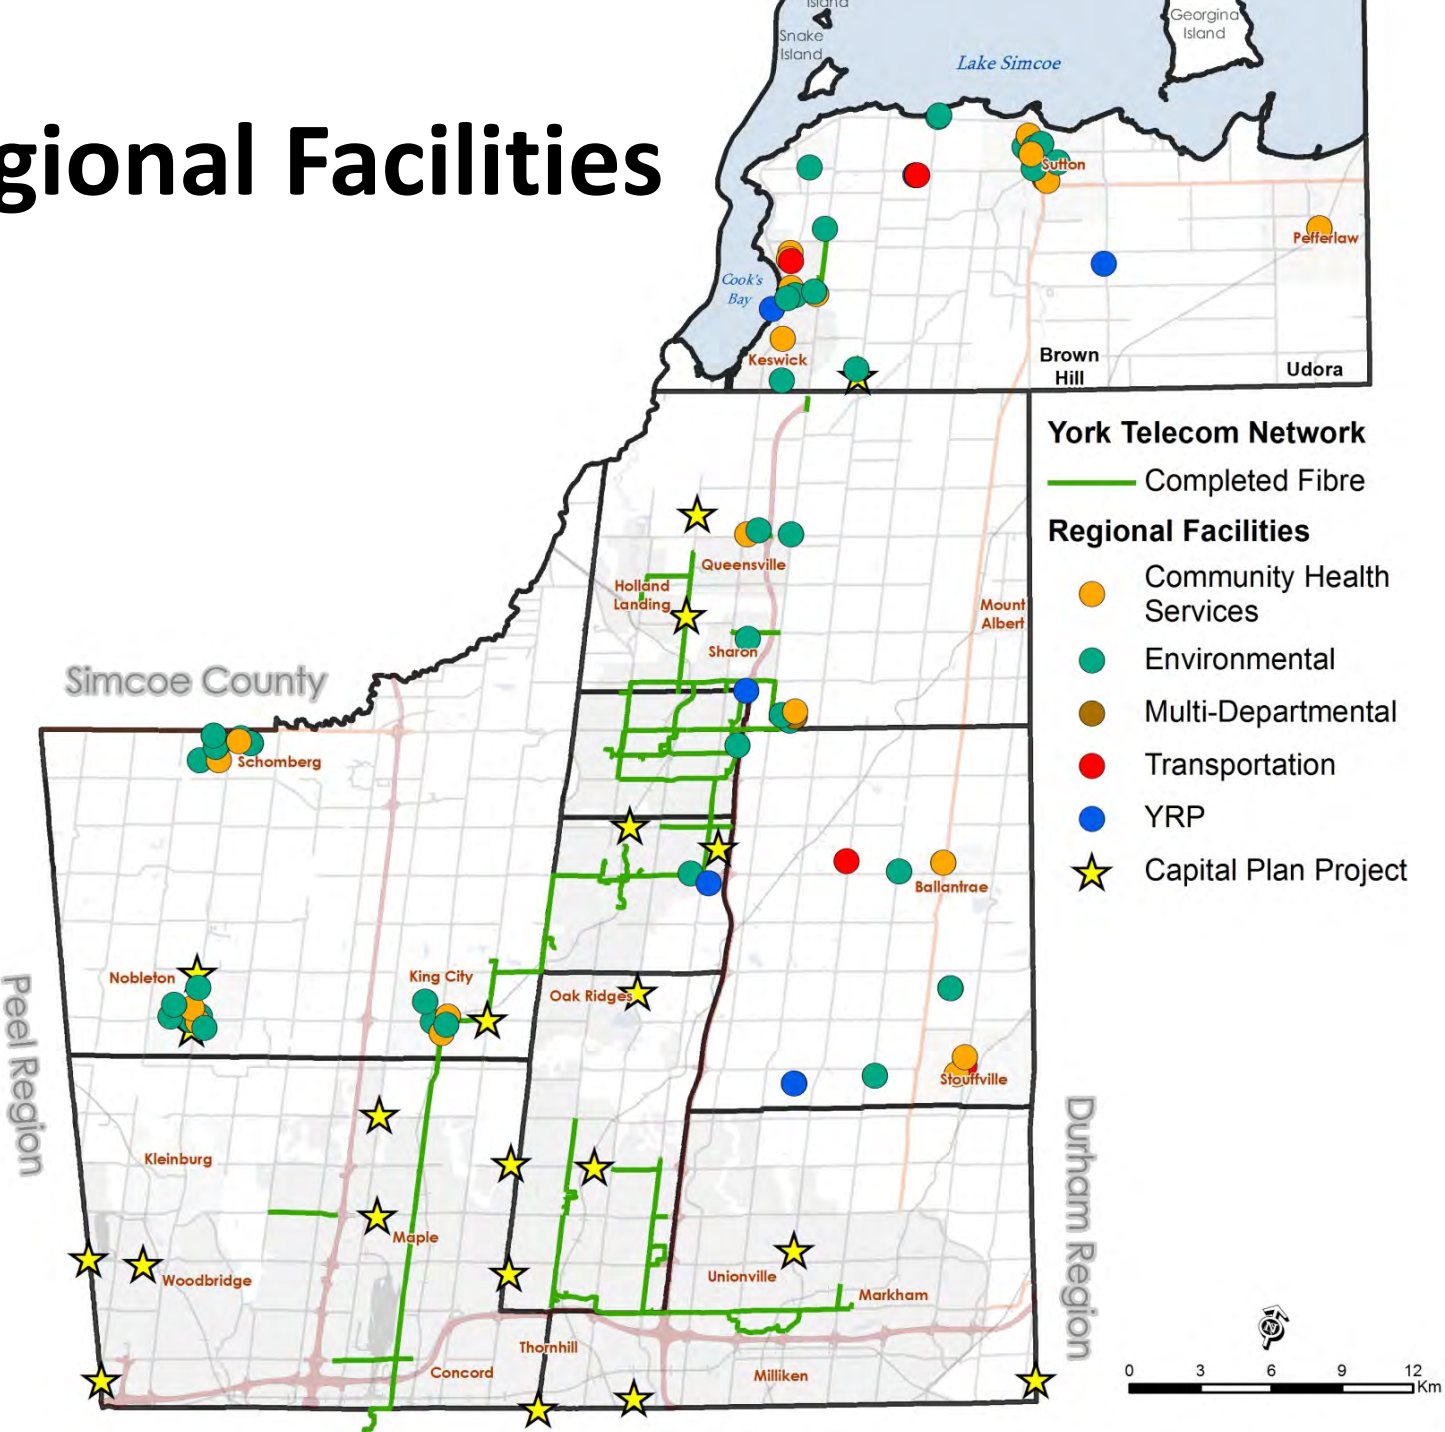 Island
Snake
Island
Georgina
Island
Lake Simcoe
gional Facilities
Sutton
Pefferlaw
Cook's
Bay
Keswick
Brown
Hill
Udora
York Telecom Network
Completed Fibre
Regional Facilities
Community Health
Services
Environmental
Multi-Departmental
Transportation
YRP
Capital Plan Project
Queensville
Holland
Landing
Mount
Albert
Sharon
Simcoe County
Schomberg
Ballantrae
Nobleton
King City
Oak Ridges
Peel Region
Stouffville
Durham Region
Kleinburg
Maple
Woodbridge
Unionville
Markham
Thornhill
Concord
Milliken
N
0 3 6 9 12
Km